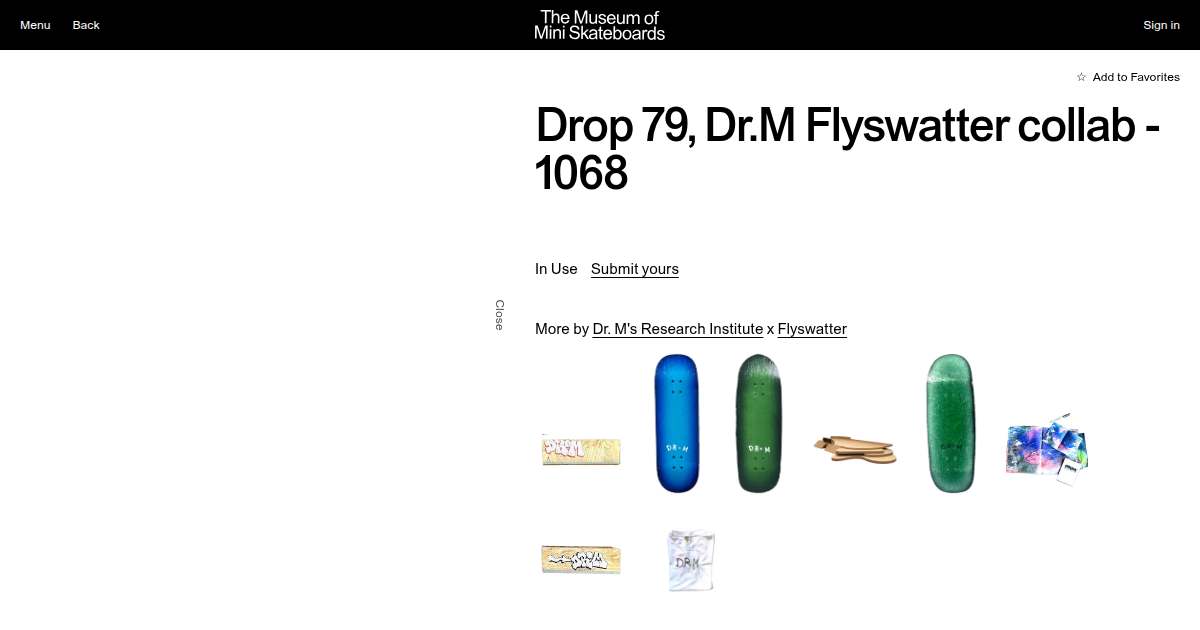 Menu Back
The Museum of
Mini Skateboards
Sign in
☆ Add to Favorites
Drop 79, Dr.M Flyswatter collab -
1068
In Use Submit yours
Close
More by Dr. M's Research Institute x Flyswatter
DR•M
DR•M
DR•M
DRM